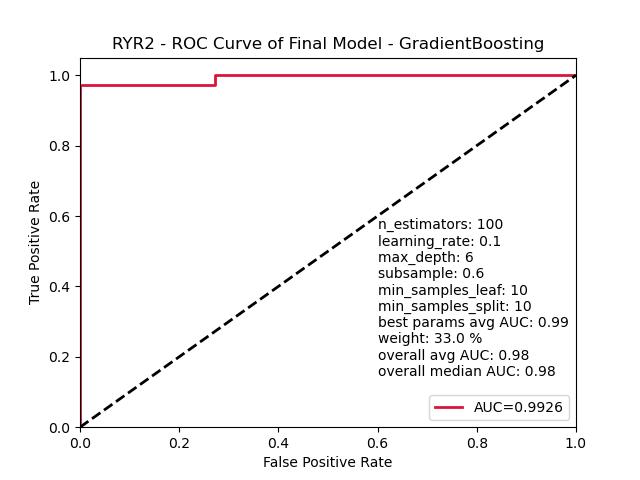 RYR2 - ROC Curve of Final Model - GradientBoosting
1.0
0.8
0.6
0.4
0.2
0.0
True Positive Rate
n_estimators: 100
learning_rate: 0.1
max_depth: 6
subsample: 0.6
min_samples_leaf: 10
min_samples_split: 10
best params avg AUC: 0.99
weight: 33.0 %
overall avg AUC: 0.98
overall median AUC: 0.98
AUC=0.9926
0.0 0.2 0.4 0.6 0.8 1.0
False Positive Rate